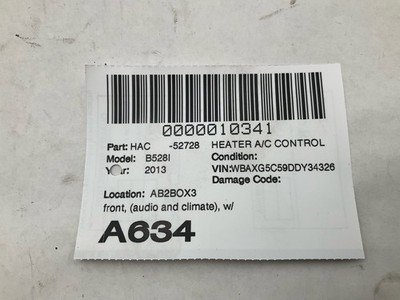 0000010341
Part: HAC -52728 HEATER A/C CONTROL
Model: B528I Condition:
Year: 2013 VIN:WBAXG5C59DDY34326
Damage Code:
Location: AB2BOX3
front, (audio and climate), w/
A634